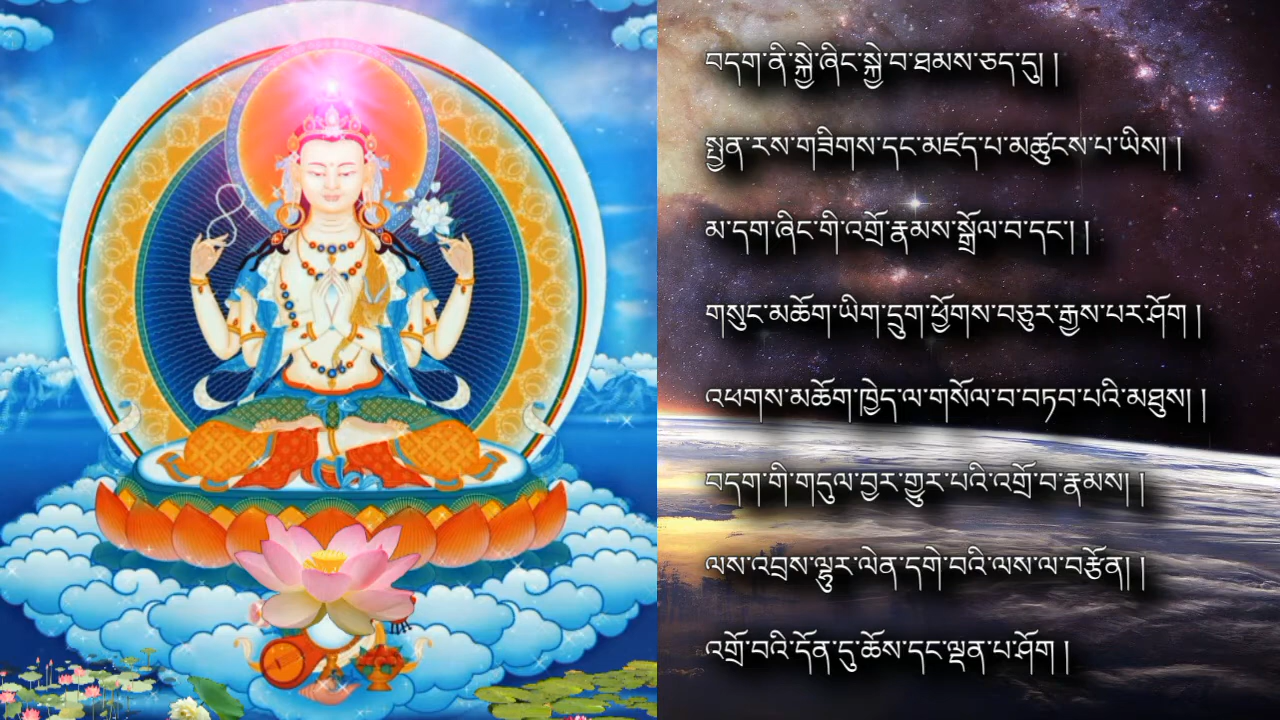 བདག་ནི་སྐྱེ་ཞིང་སྐྱེ་བ་ཐམས་ཅད་དུ། །
སྤྱན་རས་གཟིགས་དང་མཛད་པ་མཚུངས་པ་ཡིས། །
མ་དག་ཞིང་གི་འགྲོ་རྣམས་སྒྲོལ་བ་དང་། །
གསུང་མཆོག་ཡིག་དྲུག་ཕྱོགས་བཅུར་རྒྱས་པར་ཤོག །
འཕགས་མཆོག་ཁྱེད་ལ་གསོལ་བ་བཏབ་པའི་མཐུས། །
བདག་གི་གདུལ་བྱར་གྱུར་པའི་འགྲོ་བ་རྣམས། །
ལས་འབྲས་ལྷུར་ལེན་དགེ་བའི་ལས་ལ་བརྩོན། །
འགྲོ་བའི་དོན་དུ་ཆོས་དང་ལྡན་པ་ཤོག །